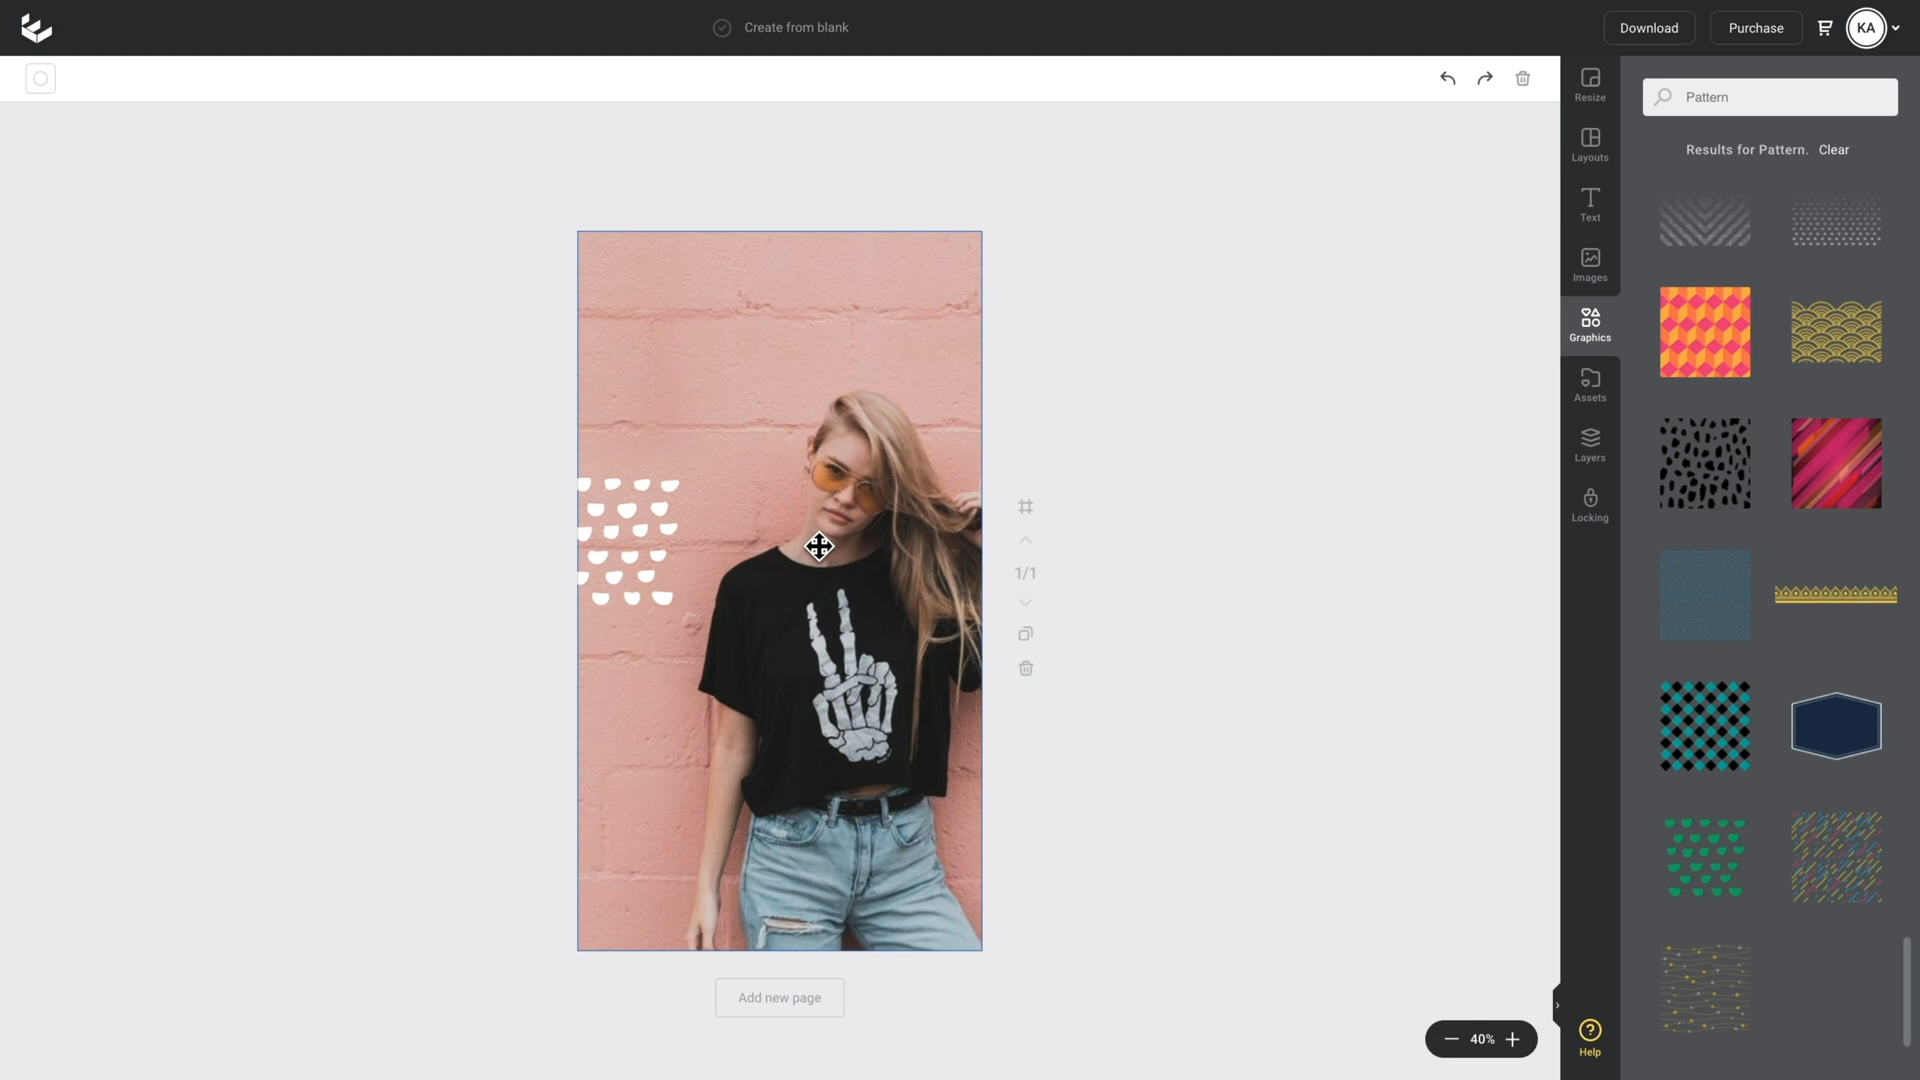 Create from blank
Download
Purchase
KA
Resize
Layouts
Text
Images
Graphics
Assets
Layers
Locking
Help
Pattern
Results for Pattern. Clear
1/1
Add new page
40%